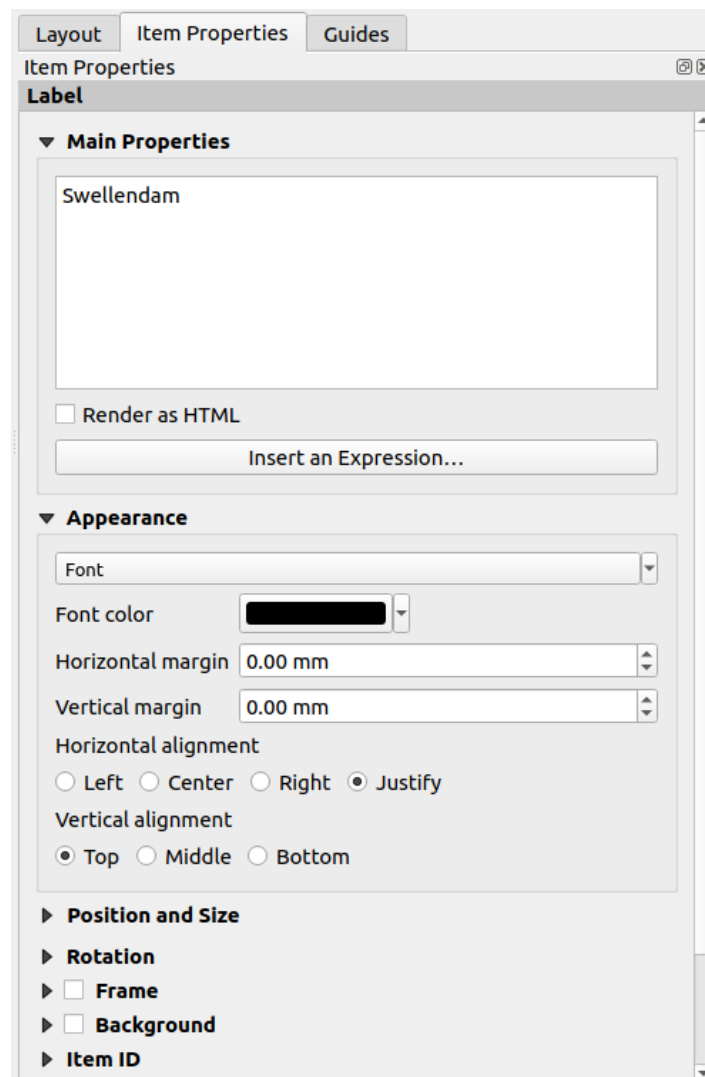 Layout Item Properties Guides
Item Properties
Label
Main Properties
Swellendam
Render as HTML
Insert an Expression…
Appearance
Font
Font color
Horizontal margin 0.00 mm
Vertical margin 0.00 mm
Horizontal alignment
Left Center Right Justify
Vertical alignment
Top Middle Bottom
Position and Size
Rotation
Frame
Background
Item ID